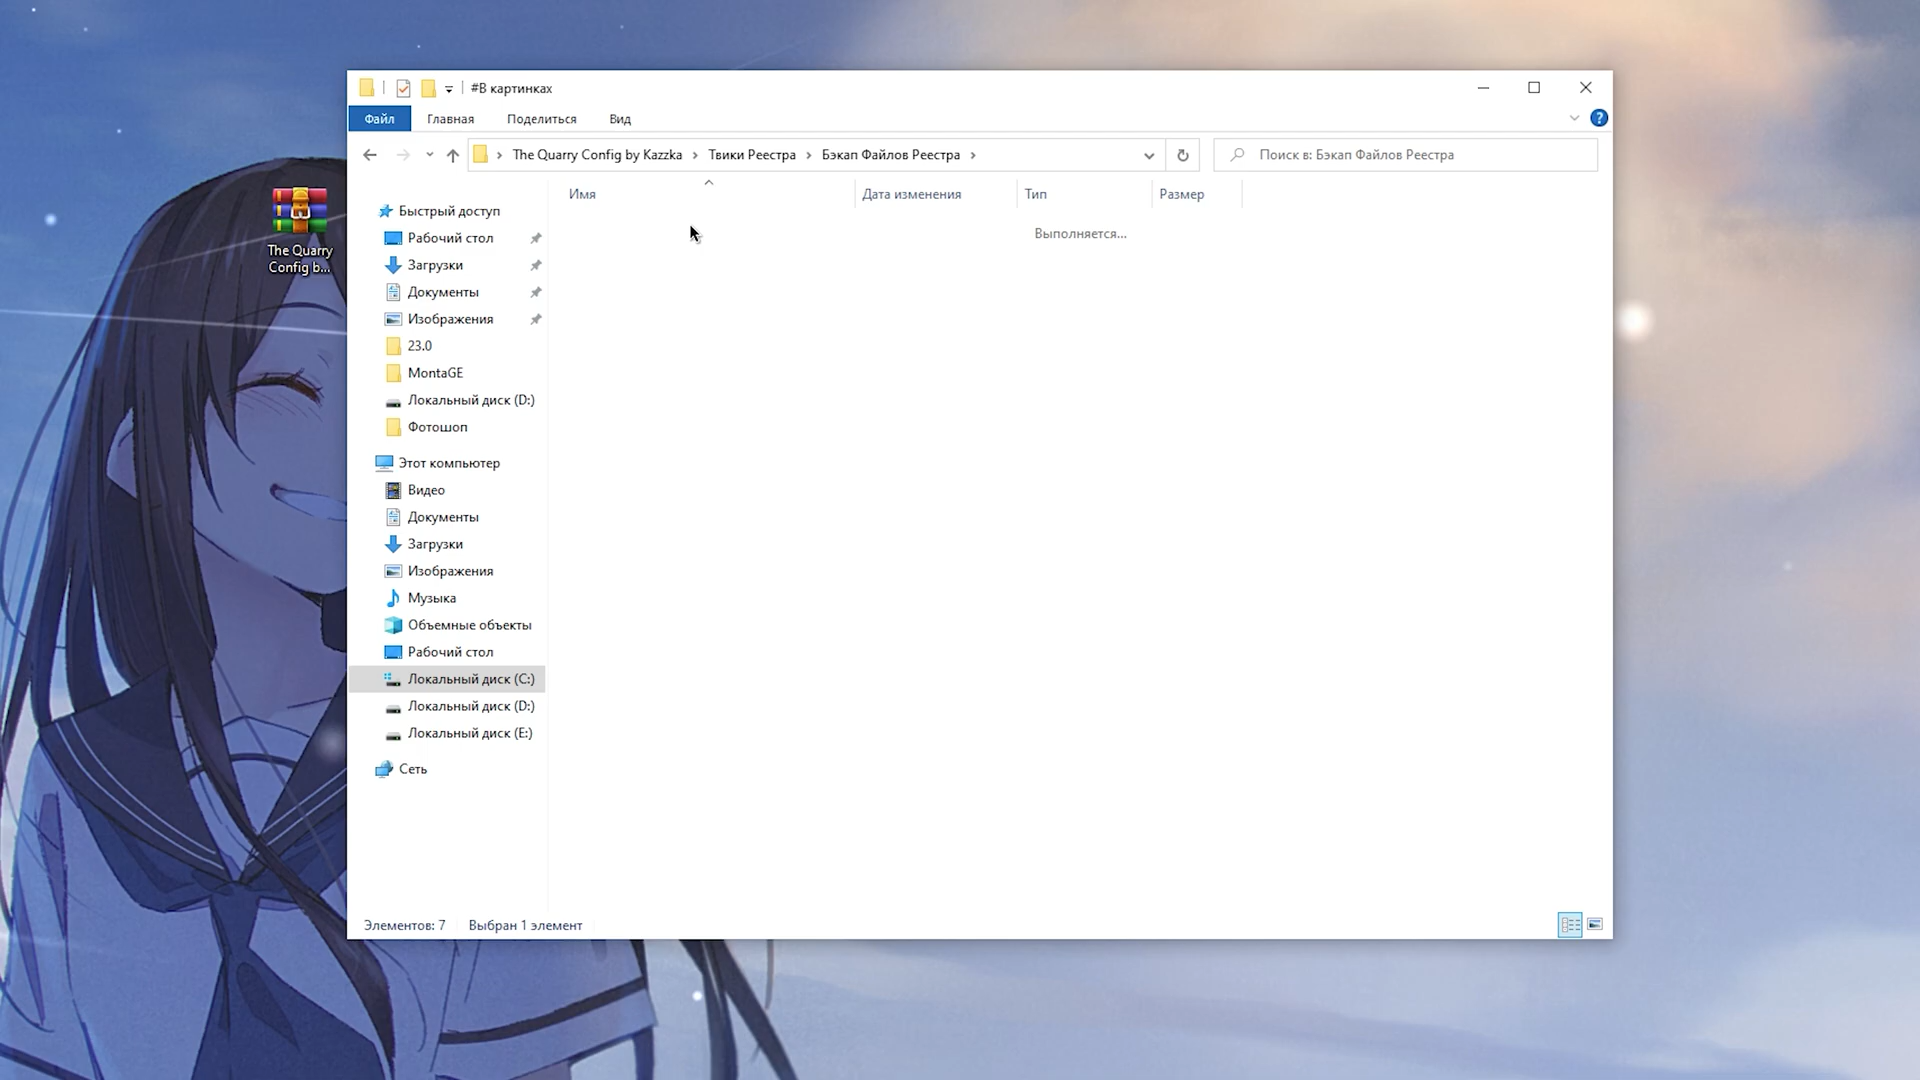 #В картинках
Файл
Главная
Поделиться
Вид
?
The Quarry Config by Kazzka
Твики Реестра
Бэкап Файлов Реестра
Поиск в: Бэкап Файлов Реестра
The Quarry
Config b...
Быстрый доступ
Рабочий стол
Загрузки
Документы
Изображения
23.0
MontaGE
Локальный диск (D:)
Фотошоп
Этот компьютер
Видео
Документы
Загрузки
Изображения
Музыка
Объемные объекты
Рабочий стол
Локальный диск (C:)
Локальный диск (D:)
Локальный диск (E:)
Сеть
Имя
Дата изменения
Тип
Размер
Выполняется...
Элементов: 7
Выбран 1 элемент